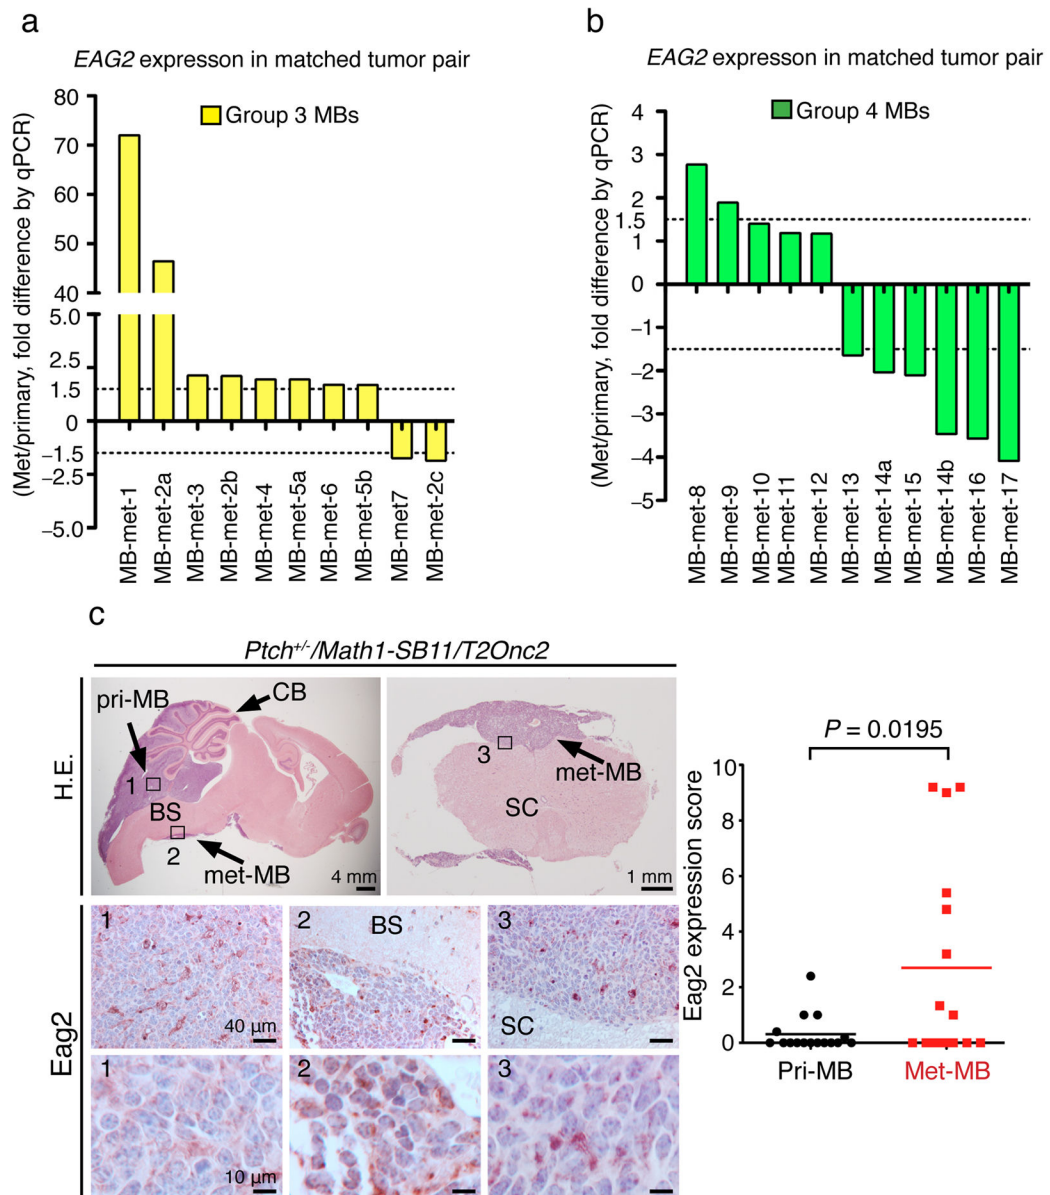 a
EAG2 expresson in matched tumor pair
Group 3 MBs
(Met/primary, fold difference by qPCR)
80
70
60
50
40
5.0
2.5
1.5
0
−1.5
−2.5
−5.0
MB-met-1
MB-met-2a
MB-met-3
MB-met-2b
MB-met-4
MB-met-5a
MB-met-6
MB-met-5b
MB-met7
MB-met-2c
b
EAG2 expresson in matched tumor pair
Group 4 MBs
(Met/primary, fold difference by qPCR)
4
3
2
1.5
1
0
−1
−2
−3
−4
−5
MB-met-8
MB-met-9
MB-met-10
MB-met-11
MB-met-12
MB-met-13
MB-met-14a
MB-met-15
MB-met-14b
MB-met-16
MB-met-17
c
Ptch+/-/Math1-SB11/T2Onc2
H.E.
pri-MB
CB
1
BS
2
met-MB
4 mm
3
met-MB
SC
1 mm
Eag2
1
40 µm
2
BS
3
SC
1
10 µm
2
3
P = 0.0195
Eag2 expression score
10
8
6
4
2
0
Pri-MB
Met-MB